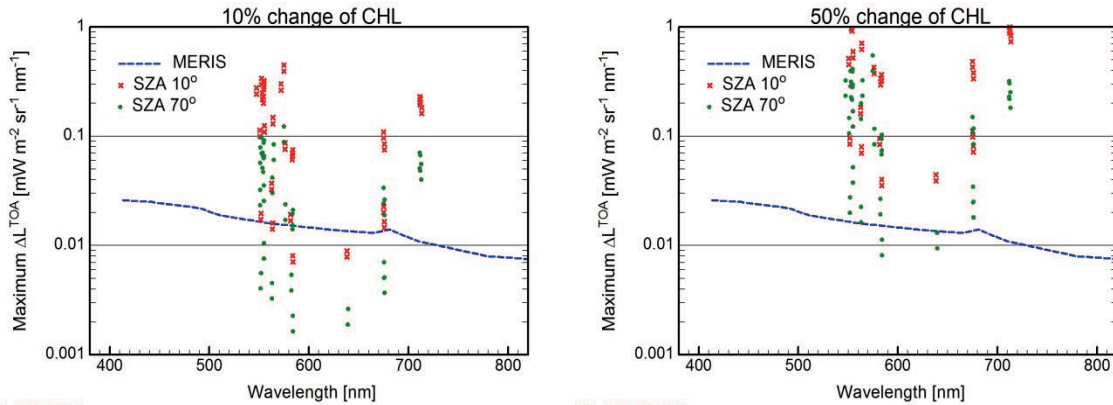 10% change of CHL
Maximum ΔL^TOA [mW m-2 sr-1 nm-1]
1
0.1
0.01
0.001
MERIS
SZA 10°
SZA 70°
400 500 600 700 800
Wavelength [nm]
50% change of CHL
Maximum ΔL^TOA [mW m-2 sr-1 nm-1]
1
0.1
0.01
0.001
MERIS
SZA 10°
SZA 70°
400 500 600 700 800
Wavelength [nm]